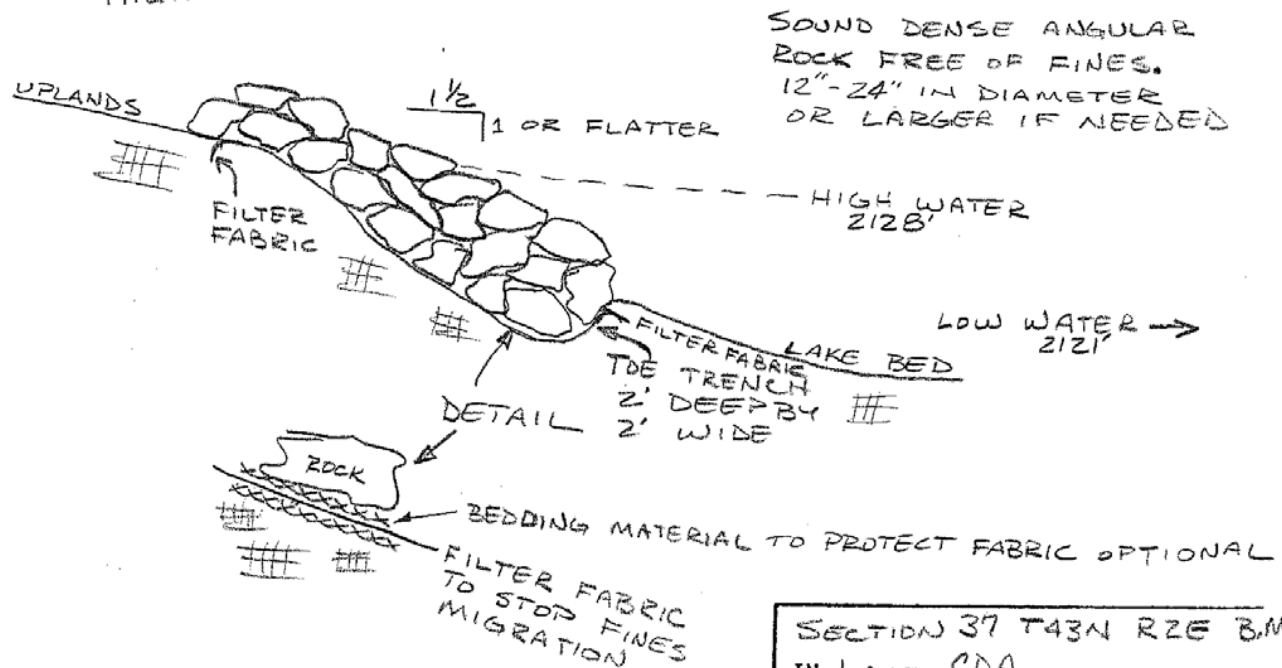 SOUND DENSE ANGULAR
ROCK FREE OF FINES.
12"-24" IN DIAMETER
OR LARGER IF NEEDED
UPLANDS
1 1/2
1 OR FLATTER
HIGH WATER
2128'
FILTER
FABRIC
LOW WATER
2121'
FILTER FABRIC
LAKE BED
TOE TRENCH
2' DEEP BY
2' WIDE
DETAIL
ROCK
BEDDING MATERIAL TO PROTECT FABRIC OPTIONAL
FILTER FABRIC
TO STOP FINES
MIGRATION
SECTION 37 T43N R2E B.M
IN CDA